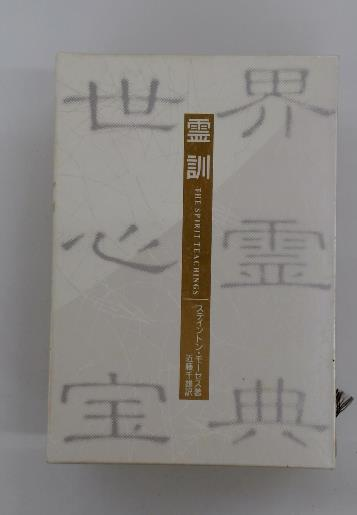 世界
心霊
宝典
霊訓
THE SPIRIT TEACHINGS
ステイントン・モーゼス著
近藤千雄訳